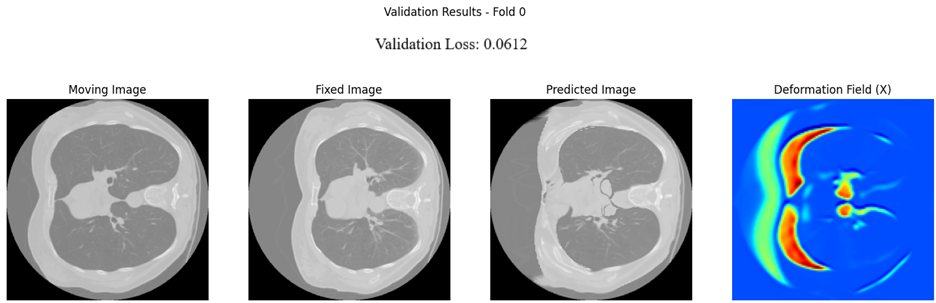 Validation Results - Fold 0
Validation Loss: 0.0612
Moving Image
Fixed Image
Predicted Image
Deformation Field (X)